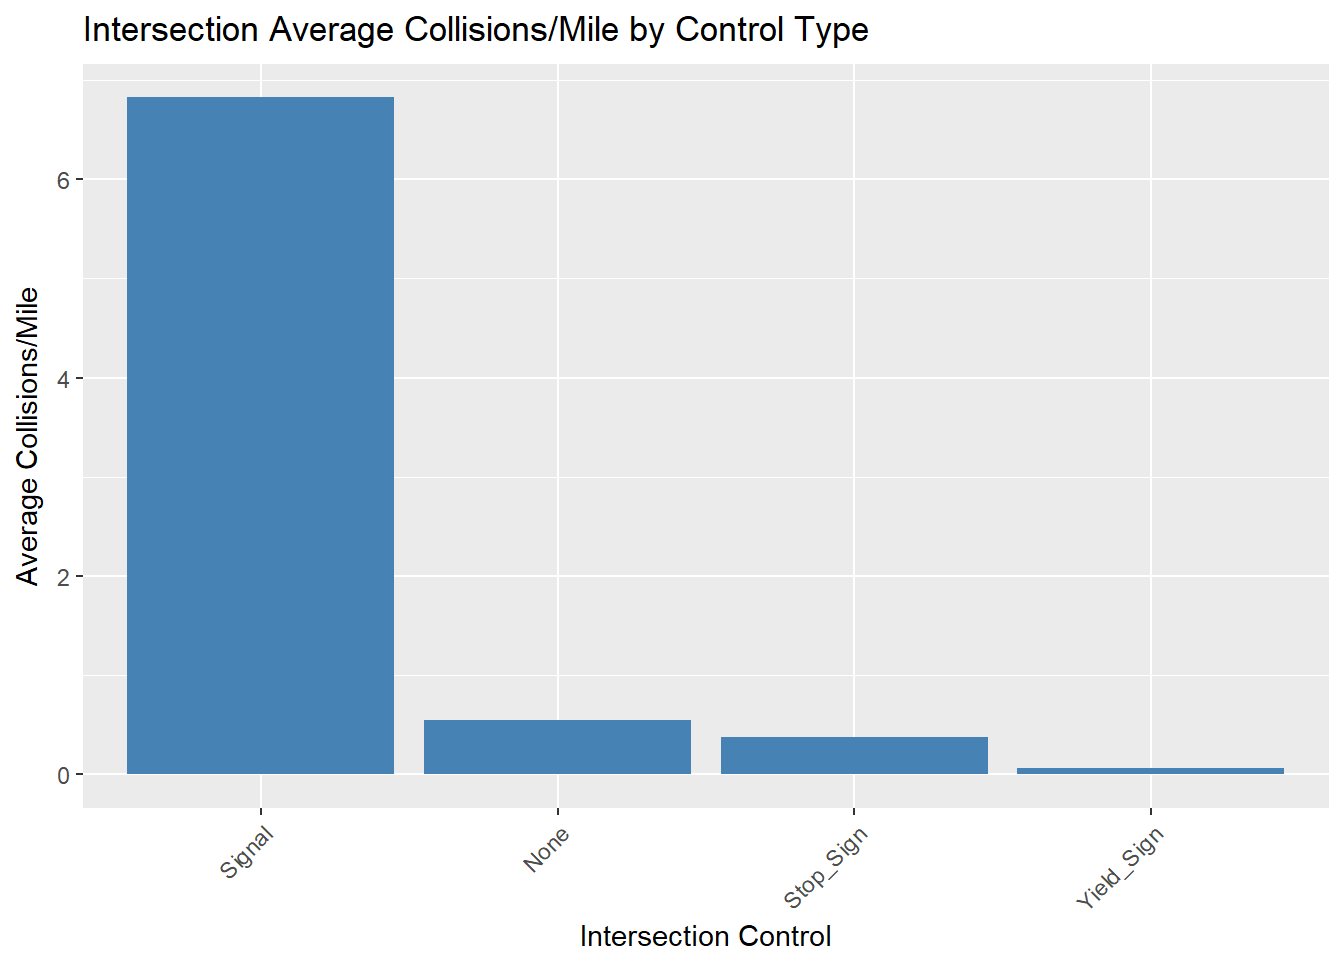 Intersection Average Collisions/Mile by Control Type
Average Collisions/Mile
6
4
2
0
Signal
None
Stop_Sign
Yield_Sign
Intersection Control